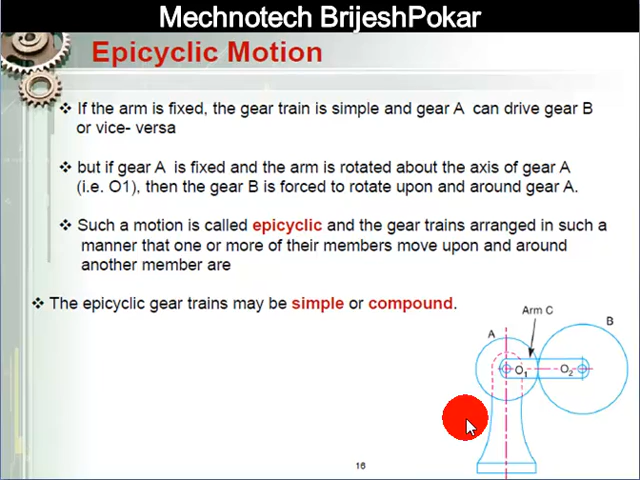 Mechnotech BrijeshPokar
Epicyclic Motion
If the arm is fixed, the gear train is simple and gear A can drive gear B
or vice- versa
but if gear A is fixed and the arm is rotated about the axis of gear A
(i.e. O1), then the gear B is forced to rotate upon and around gear A.
Such a motion is called epicyclic and the gear trains arranged in such a
manner that one or more of their members move upon and around
another member are
The epicyclic gear trains may be simple or compound.
Arm C
A
B
O1
O2
16